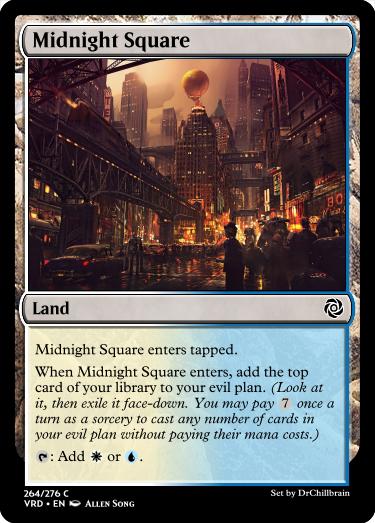 Midnight Square
Land
Midnight Square enters tapped.
When Midnight Square enters, add the top
card of your library to your evil plan. (Look at
it, then exile it face-down. You may pay 7 once
a turn as a sorcery to cast any number of cards in
your evil plan without paying their mana costs.)
: Add or .
264/276 C
VRD • EN ALLEN SONG
Set by DrChillbrain